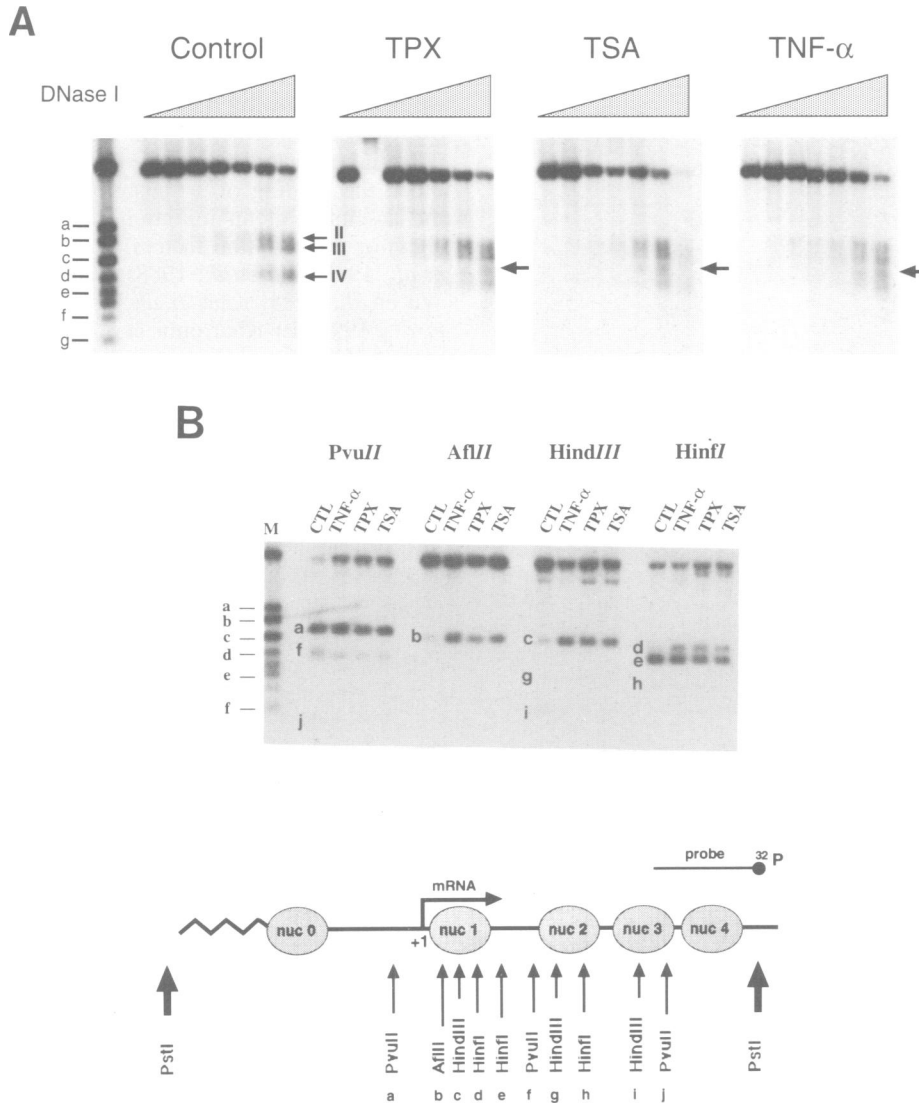 A
Control TPX TSA TNF-α
DNase I
a
b
c
d
e
f
g
II
III
IV
B
PvuII AflII HindIII HinfI
M CTL TNF-α TPX TSA CTL TNF-α TPX TSA CTL TNF-α TPX TSA CTL TNF-α TPX TSA
a
b
c
d
e
f
a
f
j
b
c
g
i
d
e
h
probe 32P
mRNA
nuc 0 +1 nuc 1 nuc 2 nuc 3 nuc 4
PstI PvuII AflII HindIII HinfI HinfI PvuII HindIII HinfI HindIII PvuII PstI
a b c d e f g h i j